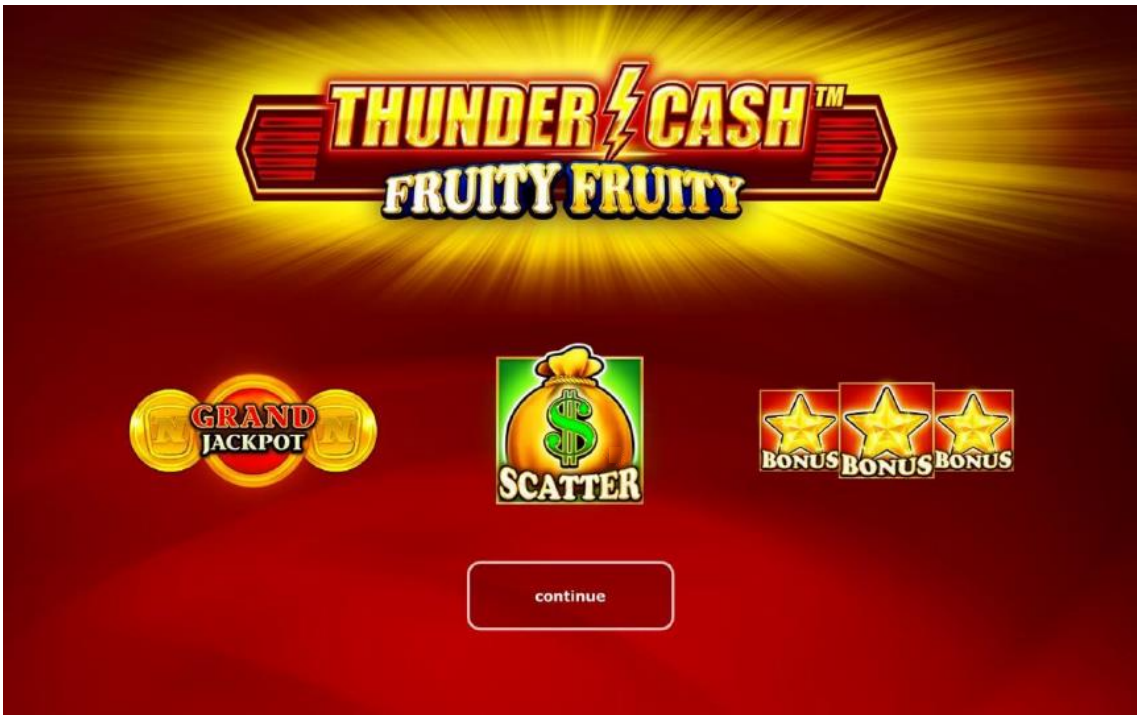 THUNDER CASH™
FRUITY FRUITY
N GRAND N
JACKPOT
$
SCATTER
BONUS BONUS BONUS
continue